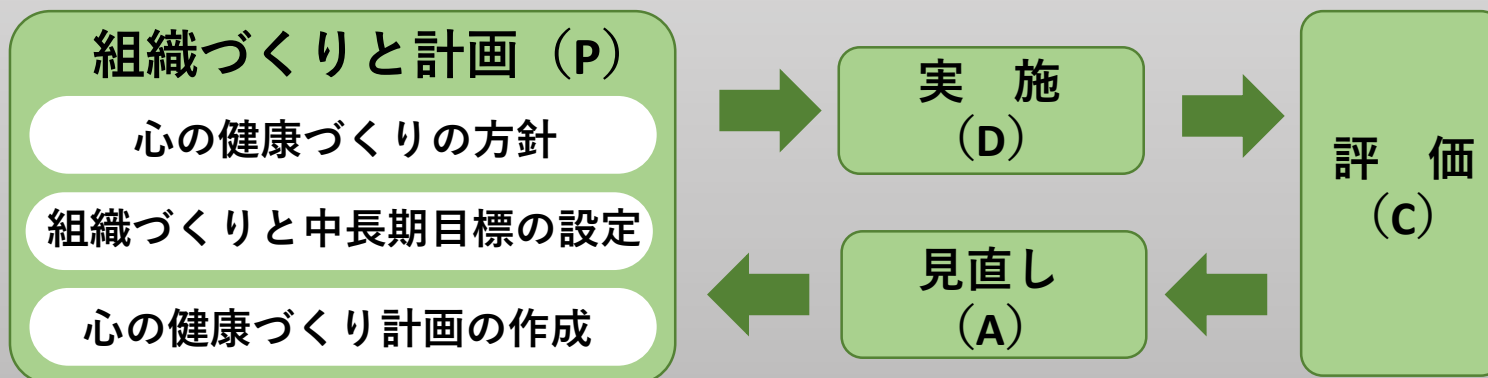 組織づくりと計画（P）
心の健康づくりの方針
組織づくりと中長期目標の設定
心の健康づくり計画の作成
実　施
（D）
評　価
（C）
見直し
（A）